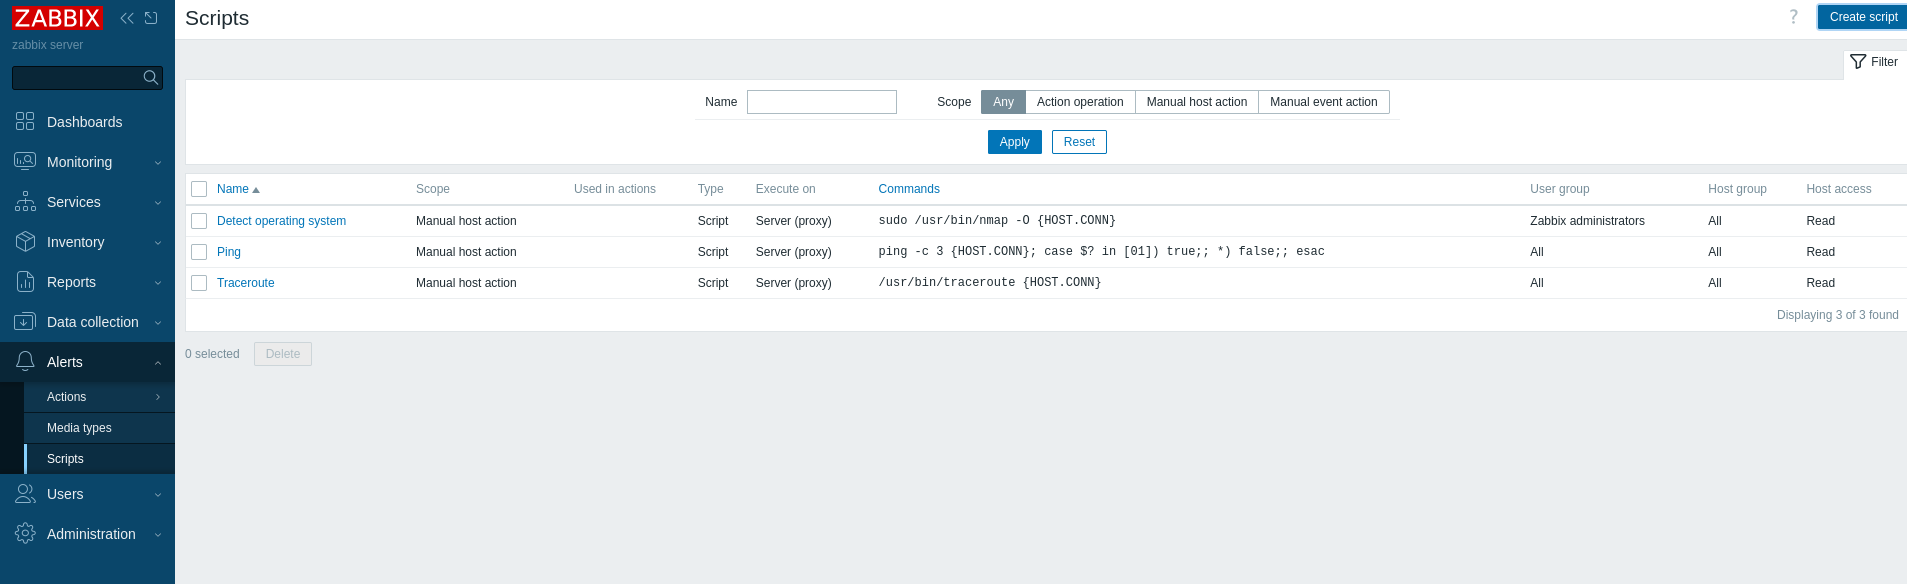 ZABBIX
zabbix server
Dashboards
Monitoring
Services
Inventory
Reports
Data collection
Alerts
Actions
Media types
Scripts
Users
Administration
Scripts
? Create script
Filter
Name Scope Any Action operation Manual host action Manual event action
Apply Reset
Name Scope Used in actions Type Execute on Commands User group Host group Host access
Detect operating system Manual host action Script Server (proxy) sudo /usr/bin/nmap -O {HOST.CONN} Zabbix administrators All Read
Ping Manual host action Script Server (proxy) ping -c 3 {HOST.CONN}; case $? in [01]) true;; *) false;; esac All All Read
Traceroute Manual host action Script Server (proxy) /usr/bin/traceroute {HOST.CONN} All All Read
Displaying 3 of 3 found
0 selected Delete